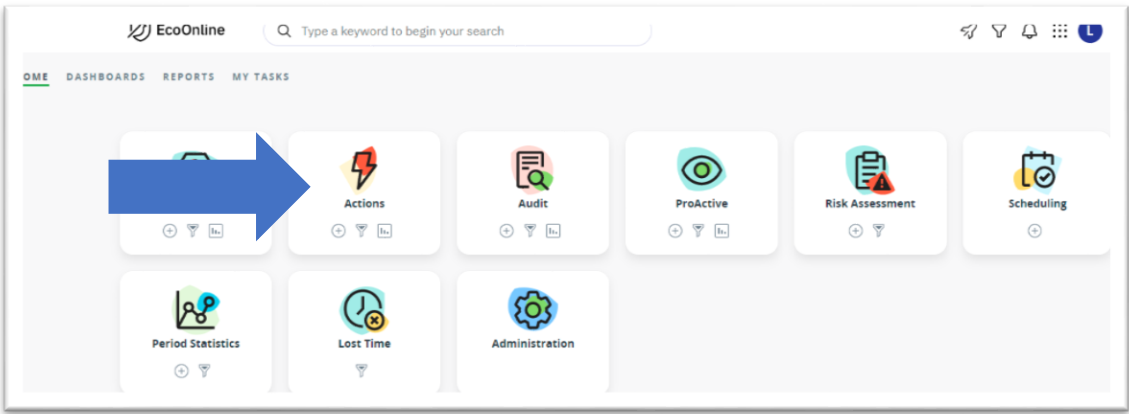 EcoOnline
Type a keyword to begin your search
L
OME DASHBOARDS REPORTS MY TASKS
Actions
Audit
ProActive
Risk Assessment
Scheduling
Period Statistics
Lost Time
Administration